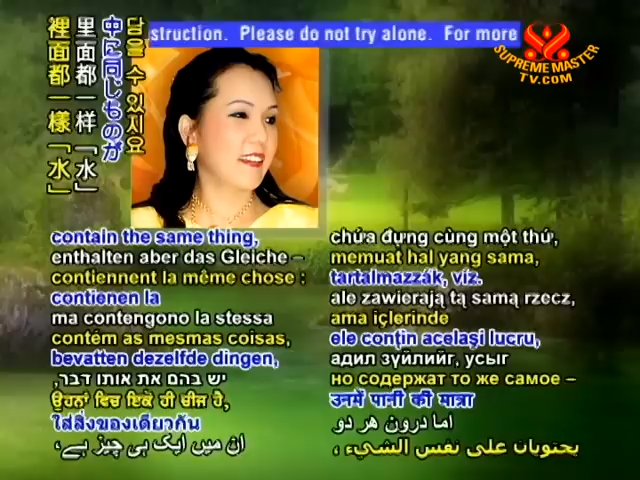 struction. Please do not try alone. For more
SUPREME MASTER
TV.COM
담을 수 있지요
中に同じものが
里面都一样「水」
裡面都一樣「水」
contain the same thing,
enthalten aber das Gleiche –
contiennent la même chose :
contienen la
ma contengono la stessa
contém as mesmas coisas,
bevatten dezelfde dingen,
יש בהם את אותו דבר,
ਉਹਨਾਂ ਵਿਚ ਇਕੋ ਹੀ ਚੀਜ ਹੈ,
ใส่สิ่งของเดียวกัน
ان میں ایک ہی چیز ہے،
chứa đựng cùng một thứ,
memuat hal yang sama,
tartalmazzák, víz.
ale zawierają tą samą rzecz,
ama içlerinde
ele conţin acelaşi lucru,
адил зүйлийг, усыг
но содержат то же самое –
उनमें पानी की मात्रा
اما درون هر دو
يحتويان على نفس الشيء،